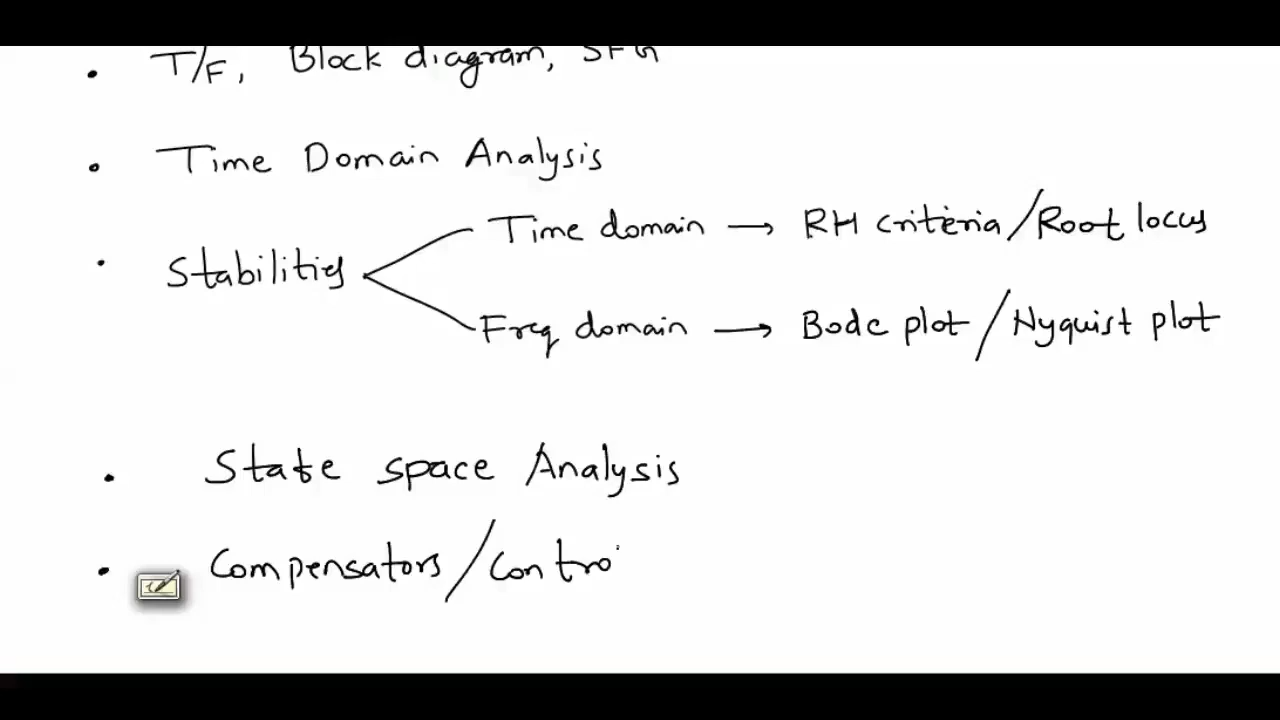 • T/F, Block diagram, SFG
• Time Domain Analysis
Time domain → RH criteria/Root locus
• Stabilities
Freq domain → Bode plot / Nyquist plot
• State space Analysis
• Compensators/contro